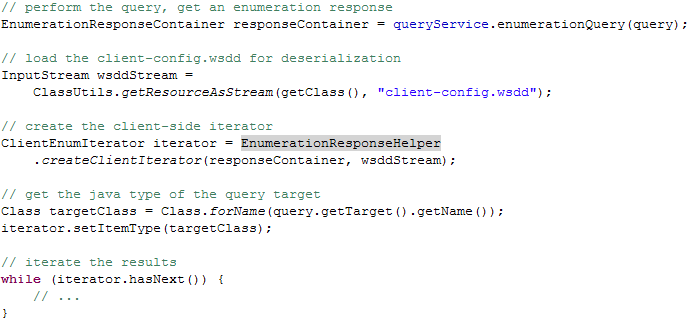 // perform the query, get an enumeration response
EnumerationResponseContainer responseContainer = queryService.enumerationQuery(query);
// load the client-config.wsdd for deserialization
InputStream wsddStream =
    ClassUtils.getResourceAsStream(getClass(), "client-config.wsdd");
// create the client-side iterator
ClientEnumIterator iterator = EnumerationResponseHelper
    .createClientIterator(responseContainer, wsddStream);
// get the java type of the query target
Class targetClass = Class.forName(query.getTarget().getName());
iterator.setItemType(targetClass);
// iterate the results
while (iterator.hasNext()) {
    // ...
}